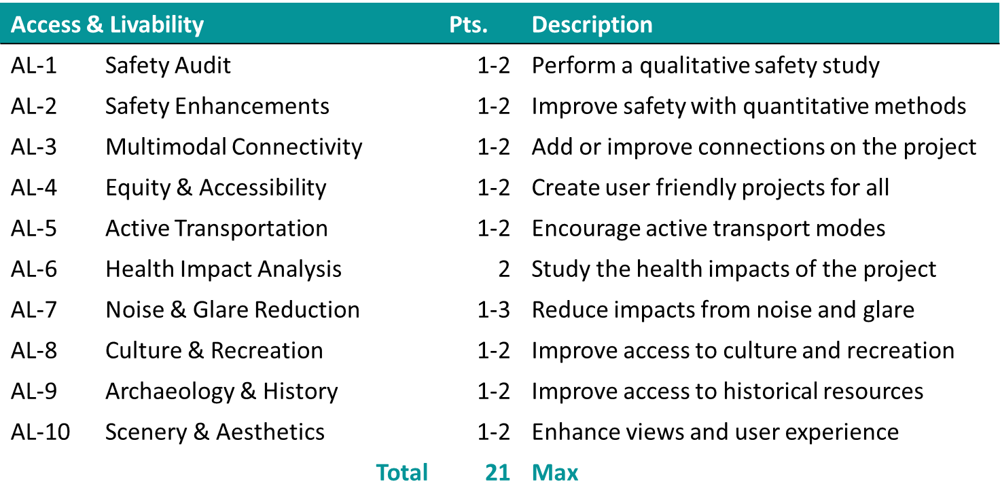 Access & Livability Pts. Description
AL-1 Safety Audit 1-2 Perform a qualitative safety study
AL-2 Safety Enhancements 1-2 Improve safety with quantitative methods
AL-3 Multimodal Connectivity 1-2 Add or improve connections on the project
AL-4 Equity & Accessibility 1-2 Create user friendly projects for all
AL-5 Active Transportation 1-2 Encourage active transport modes
AL-6 Health Impact Analysis 2 Study the health impacts of the project
AL-7 Noise & Glare Reduction 1-3 Reduce impacts from noise and glare
AL-8 Culture & Recreation 1-2 Improve access to culture and recreation
AL-9 Archaeology & History 1-2 Improve access to historical resources
AL-10 Scenery & Aesthetics 1-2 Enhance views and user experience
Total 21 Max